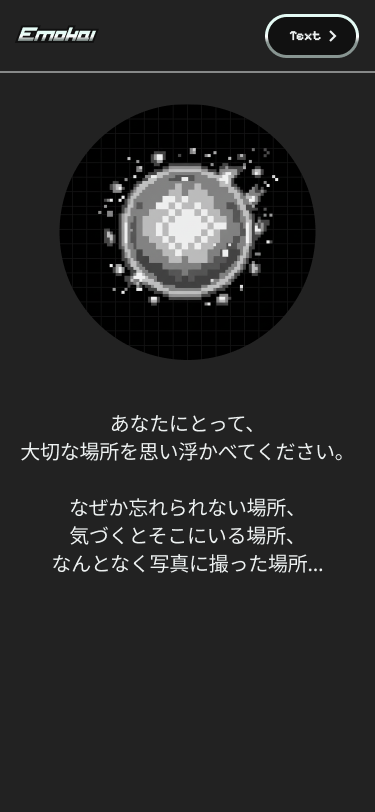 Emokai
Text
あなたにとって、
大切な場所を思い浮かべてください。
なぜか忘れられない場所、
気づくとそこにいる場所、
なんとなく写真に撮った場所...